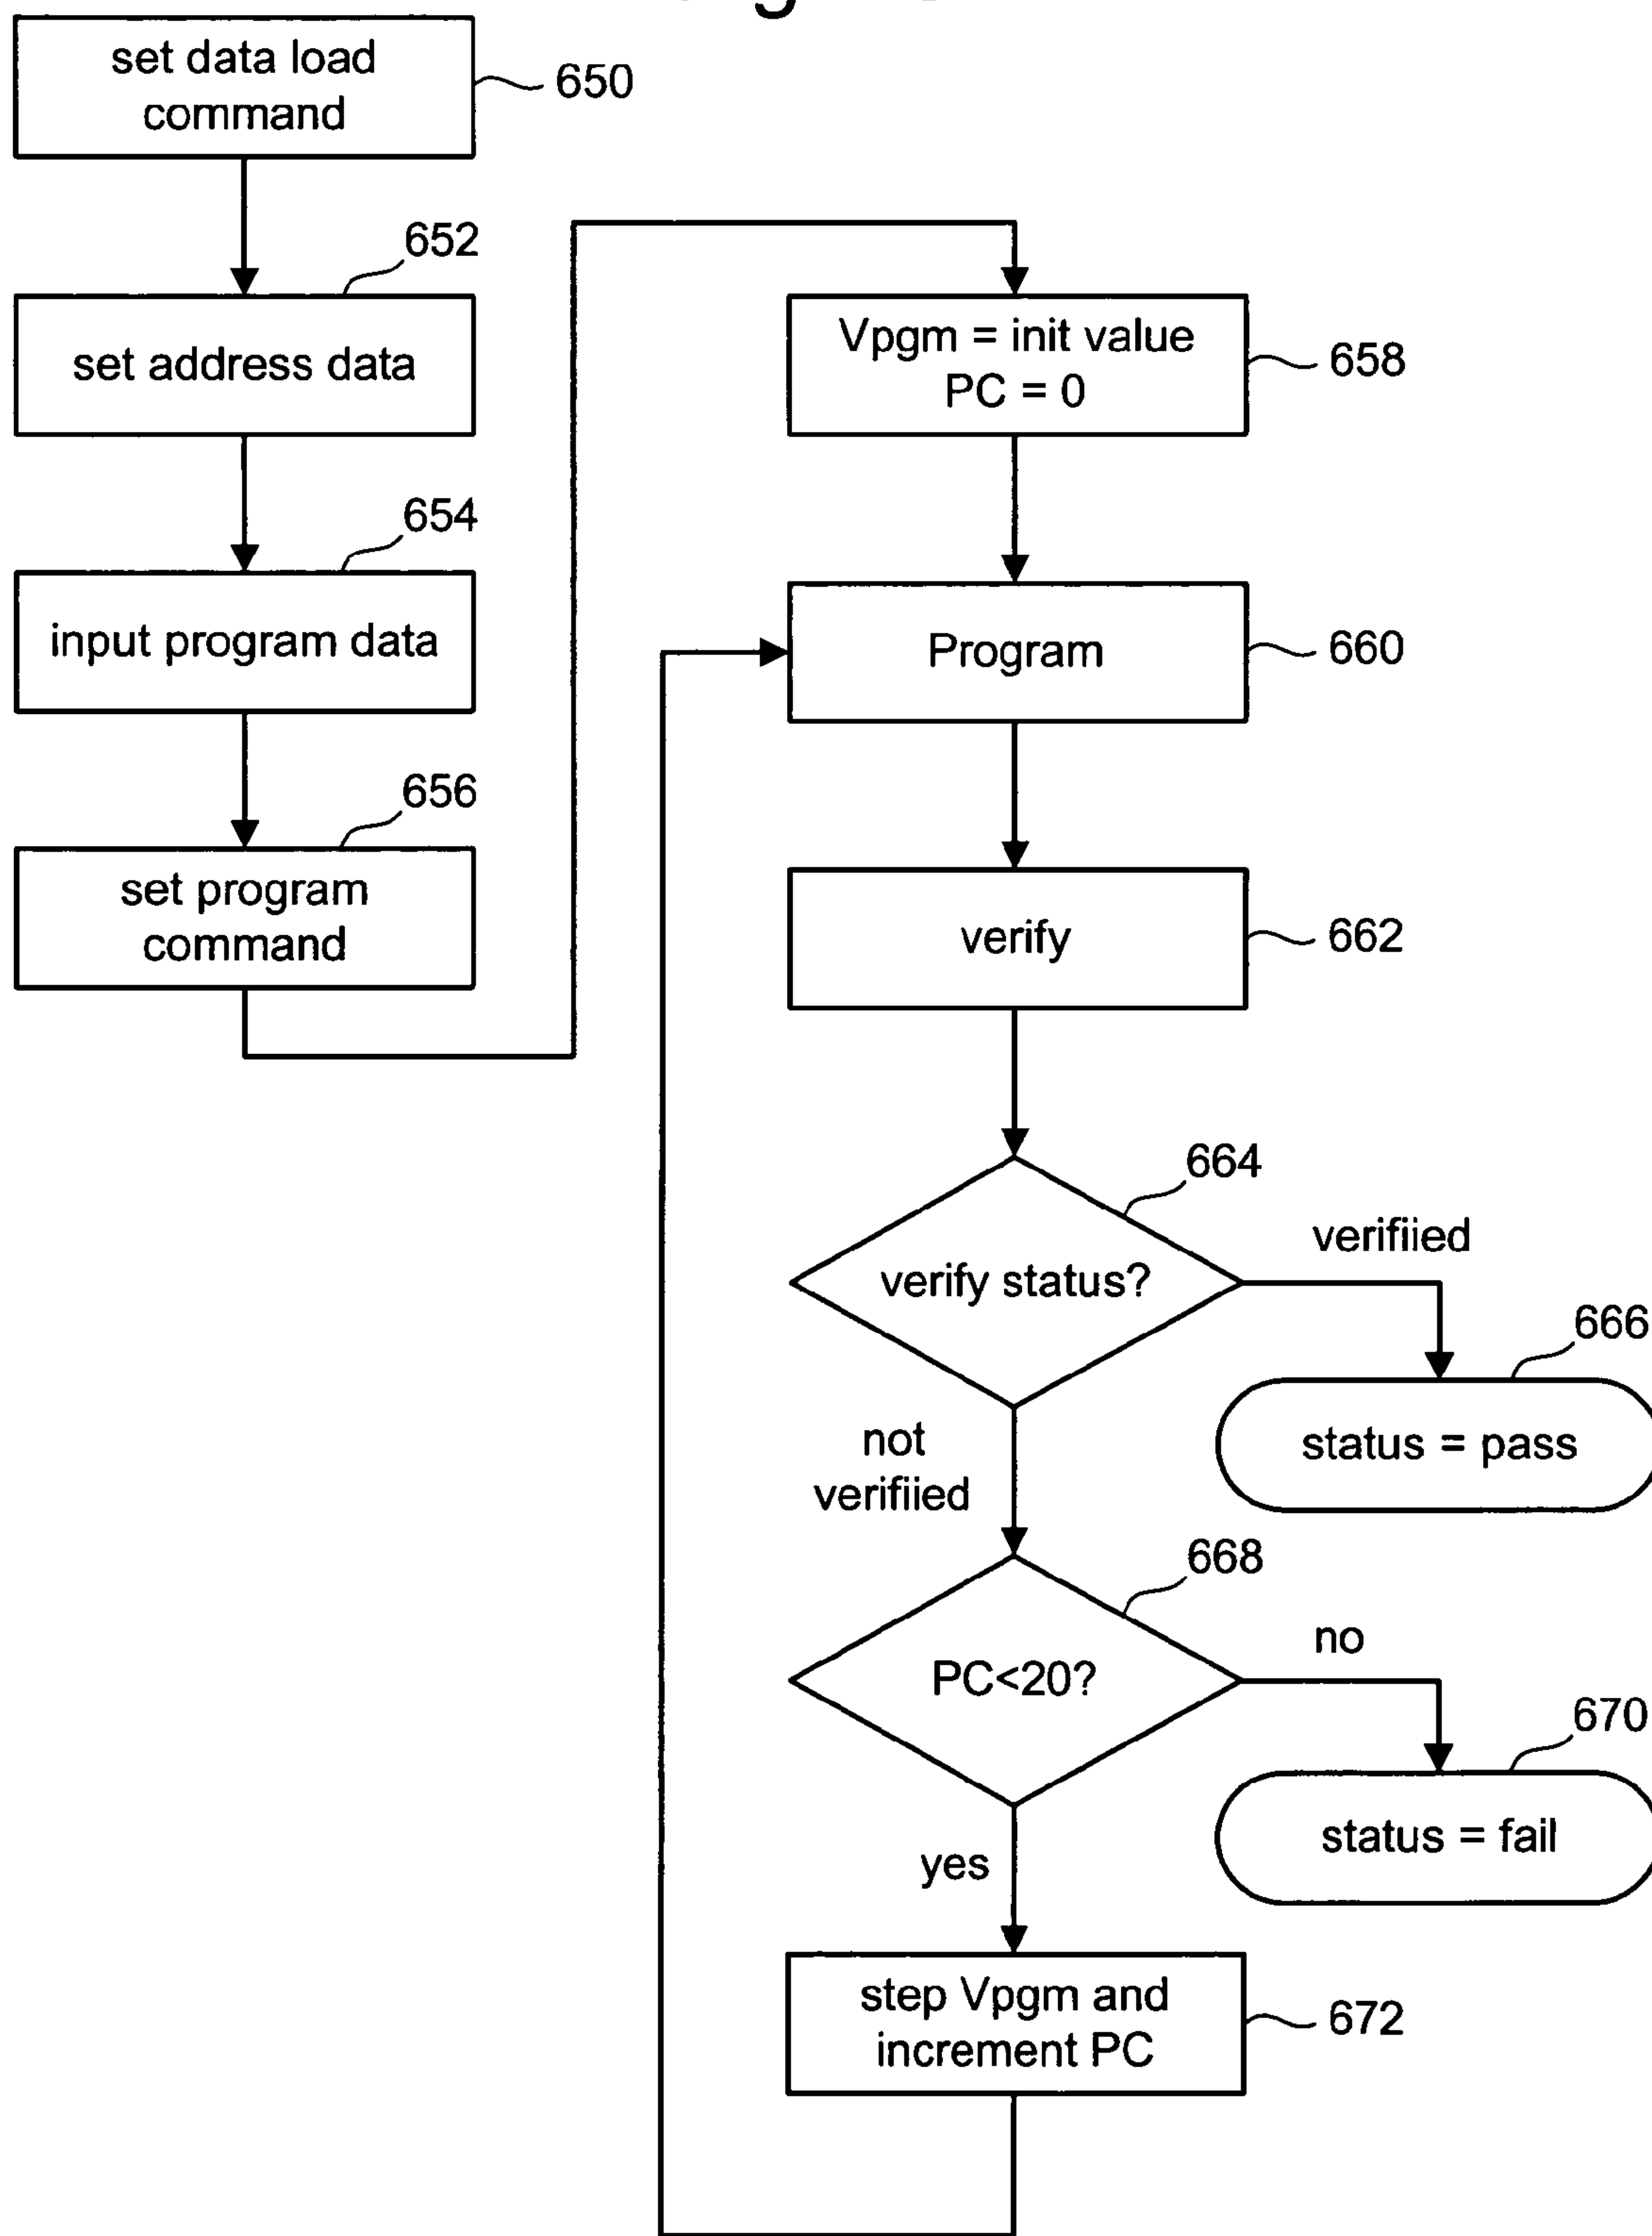 set data load
command
650
652
set address data
654
input program data
656
set program
command
Vpgm = init value
PC = 0
658
Program
660
verify
662
664
verify status?
verifiied
666
status = pass
not
verifiied
668
PC<20?
no
670
status = fail
yes
step Vpgm and
increment PC
672